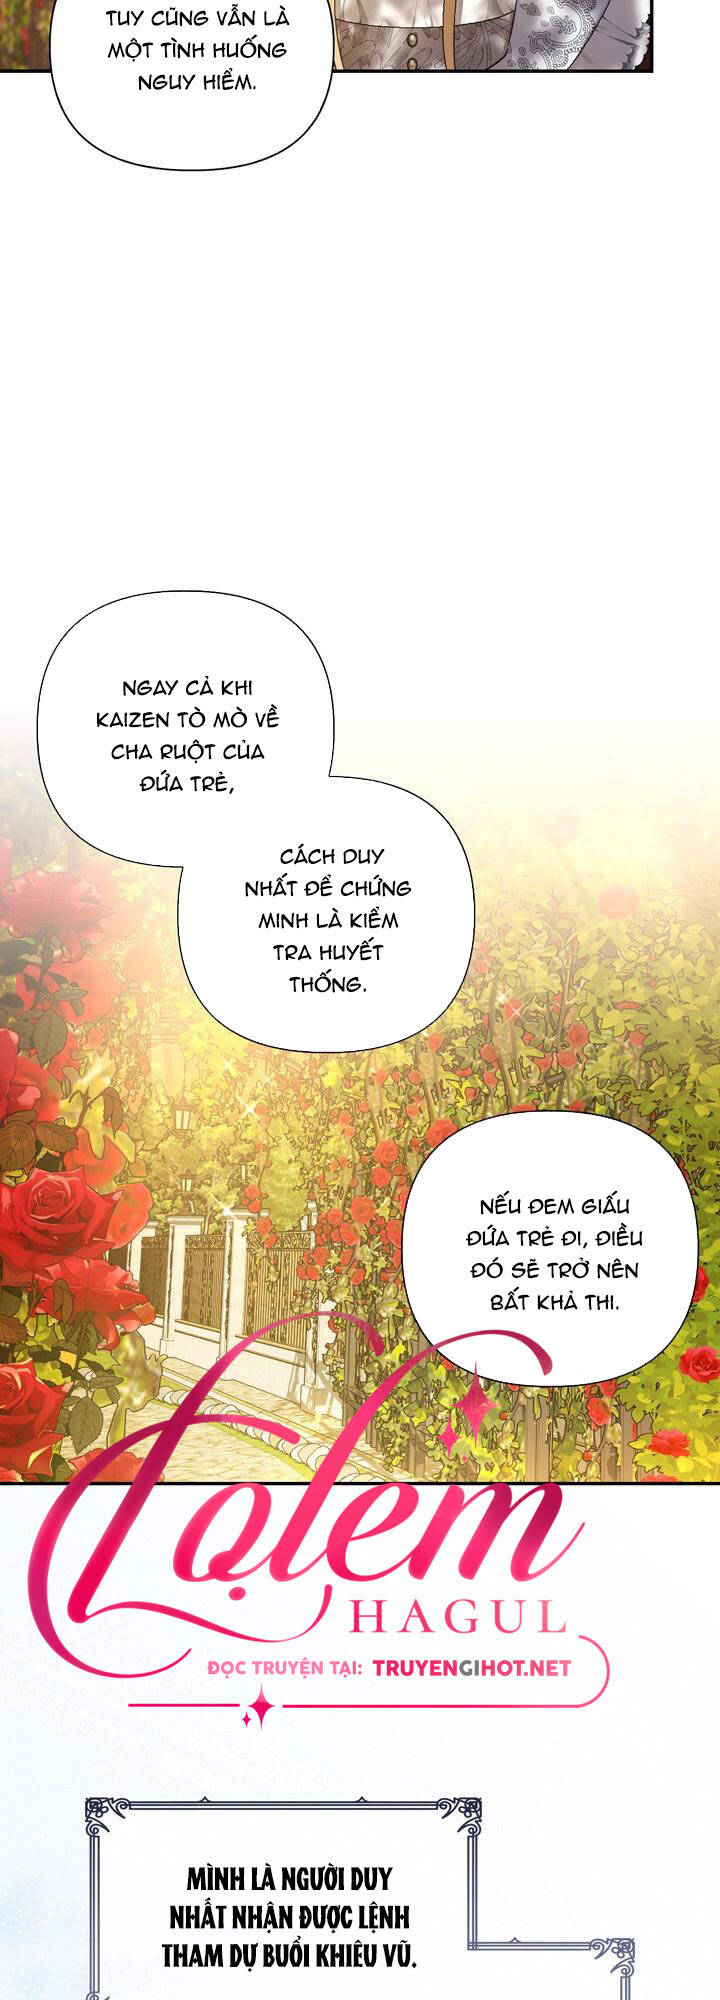 TUY CŨNG VẪN LÀ
MỘT TÌNH HUỐNG
NGUY HIỂM.
NGAY CẢ KHI
KAIZEN TÒ MÒ VỀ
CHA RUỘT CỦA
ĐỨA TRẺ,
CÁCH DUY
NHẤT ĐỂ CHỨNG
MINH LÀ KIỂM
TRA HUYẾT
THỐNG.
NẾU ĐEM GIẤU
ĐỨA TRẺ ĐI, ĐIỀU
ĐÓ SẼ TRỞ NÊN
BẤT KHẢ THI.
Lọlem
HAGUL
ĐỌC TRUYỆN TẠI: TRUYENGIHOT.NET
MÌNH LÀ NGƯỜI DUY
NHẤT NHẬN ĐƯỢC LỆNH
THAM DỰ BUỔI KHIÊU VŨ.